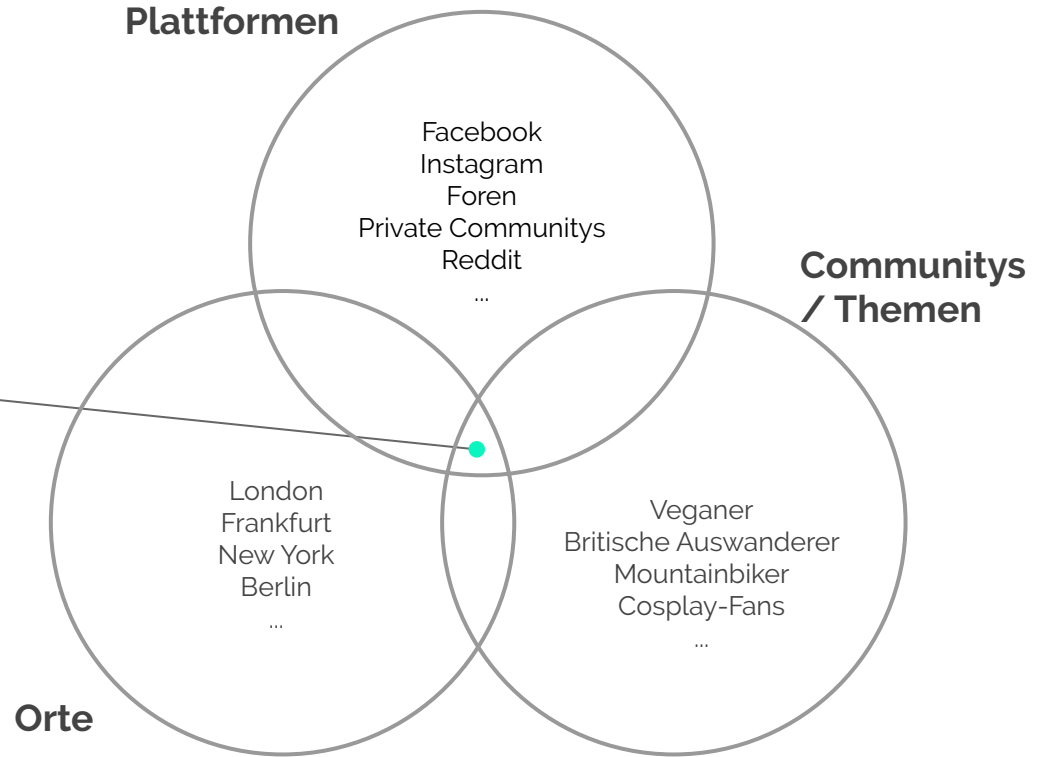 Plattformen
Facebook
Instagram
Foren
Private Communitys
Reddit
...
Communitys
/ Themen
London
Frankfurt
New York
Berlin
...
Veganer
Britische Auswanderer
Mountainbiker
Cosplay-Fans
...
Orte